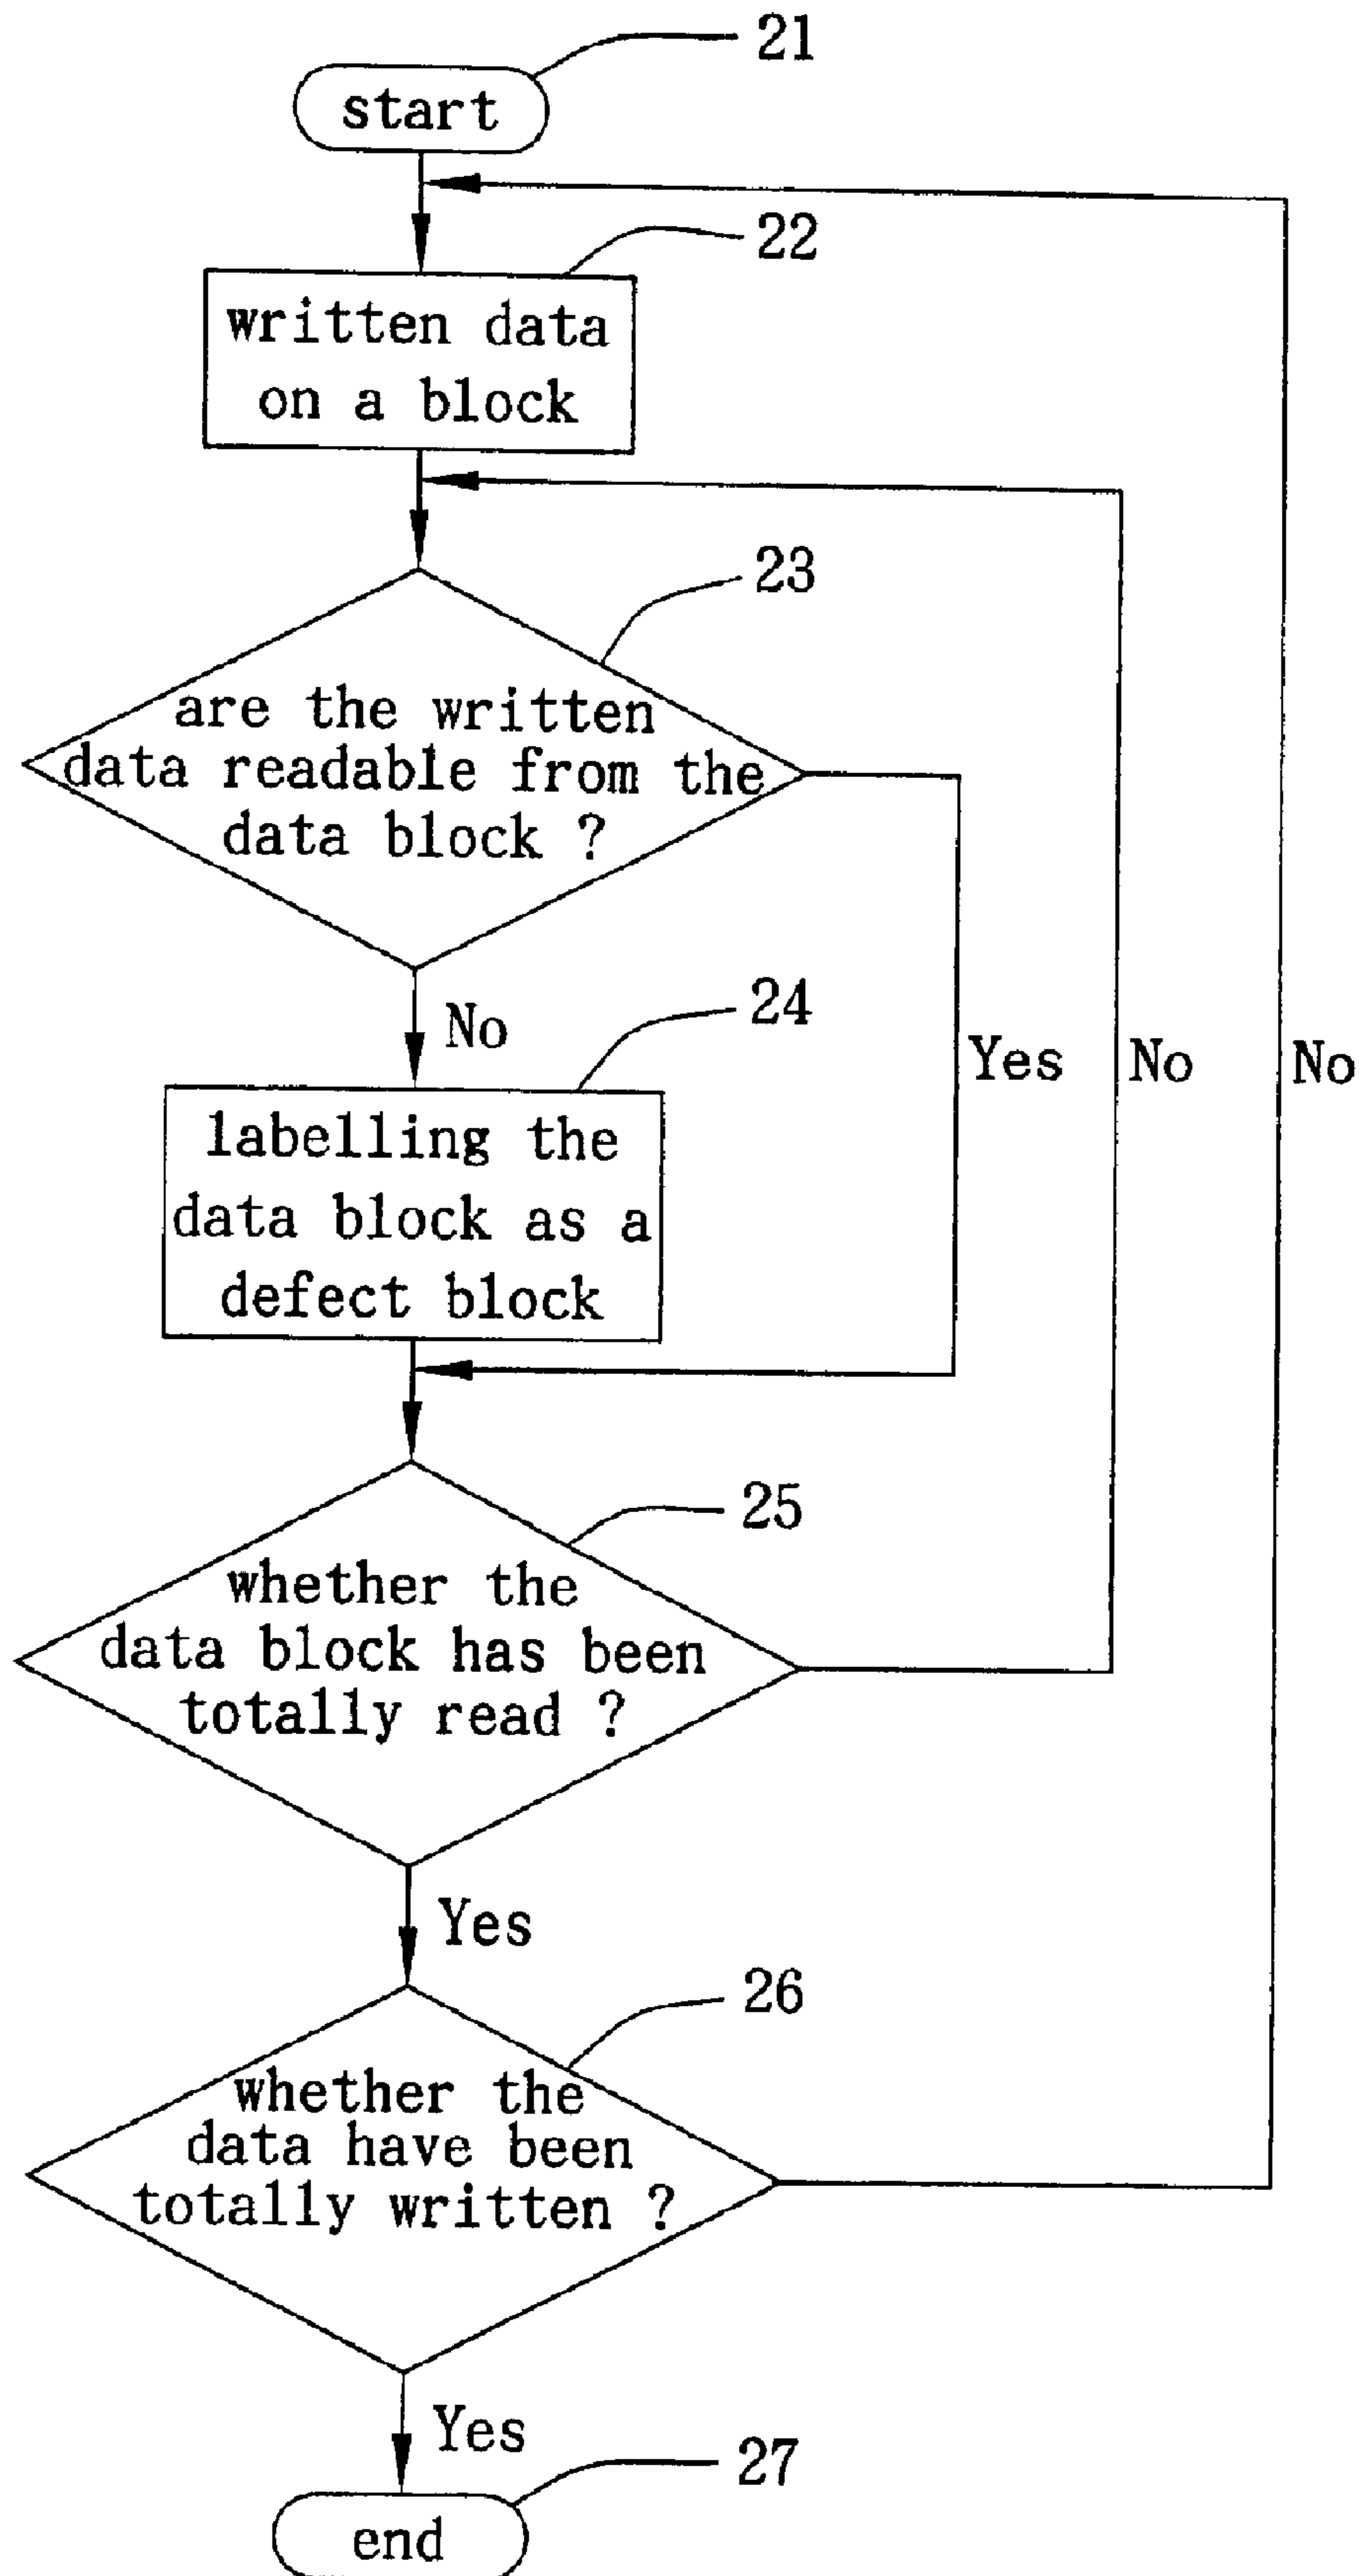 21
start
22
written data
on a block
23
are the written
data readable from the
data block ?
No
24
labelling the
data block as a
defect block
Yes
No
No
25
whether the
data block has been
totally read ?
Yes
26
whether the
data have been
totally written ?
Yes
27
end